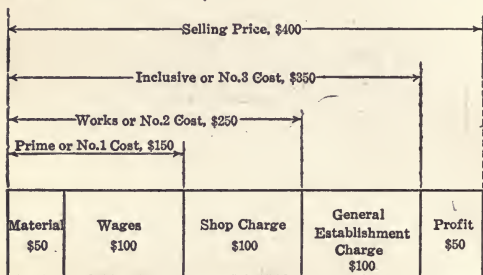 Selling Price, $400
Inclusive or No.3 Cost, $350
Works or No.2 Cost, $250
Prime or No.1 Cost, $150
Material
$50
Wages
$100
Shop Charge
$100
General
Establishment
Charge
$100
Profit
$50